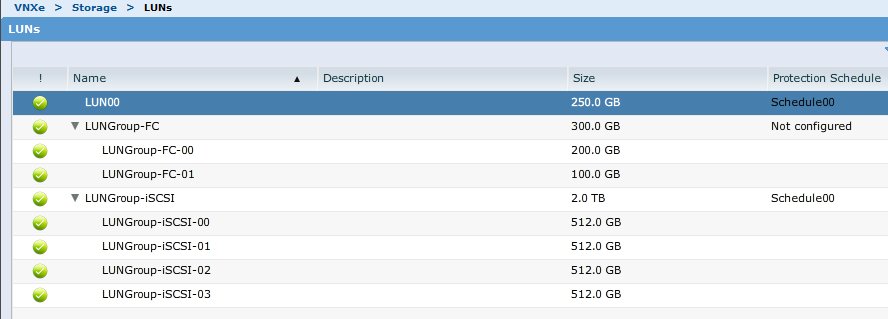 VNXe > Storage > LUNs
LUNs
! Name ▲ Description Size Protection Schedule
LUN00 250.0 GB Schedule00
▼ LUNGroup-FC 300.0 GB Not configured
LUNGroup-FC-00 200.0 GB
LUNGroup-FC-01 100.0 GB
▼ LUNGroup-iSCSI 2.0 TB Schedule00
LUNGroup-iSCSI-00 512.0 GB
LUNGroup-iSCSI-01 512.0 GB
LUNGroup-iSCSI-02 512.0 GB
LUNGroup-iSCSI-03 512.0 GB